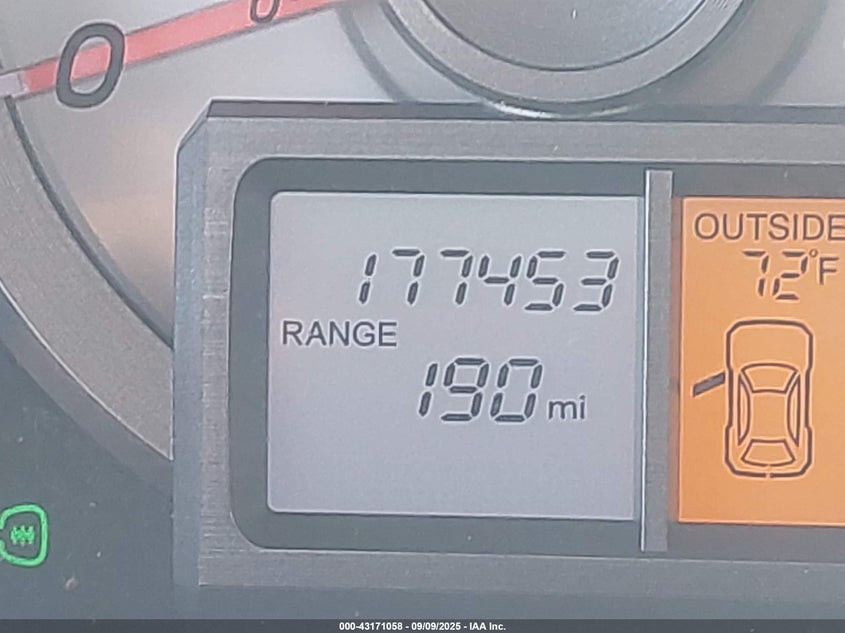 0
177453
RANGE
190 mi
OUTSIDE
72°F
000-43171058 - 09/09/2025 - IAA Inc.